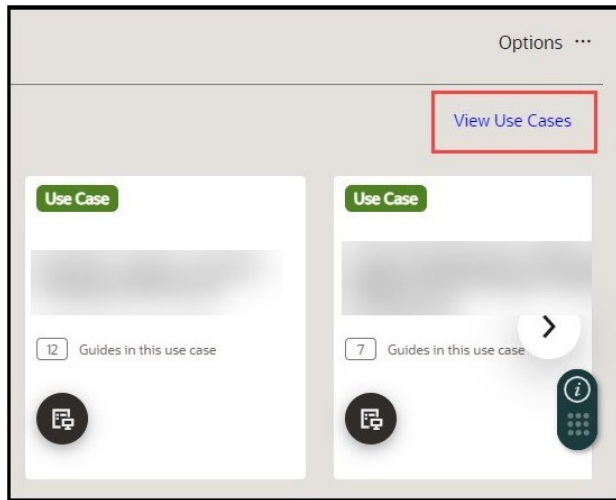 Options ...
View Use Cases
Use Case
Use Case
12 Guides in this use case
7 Guides in this use case
i